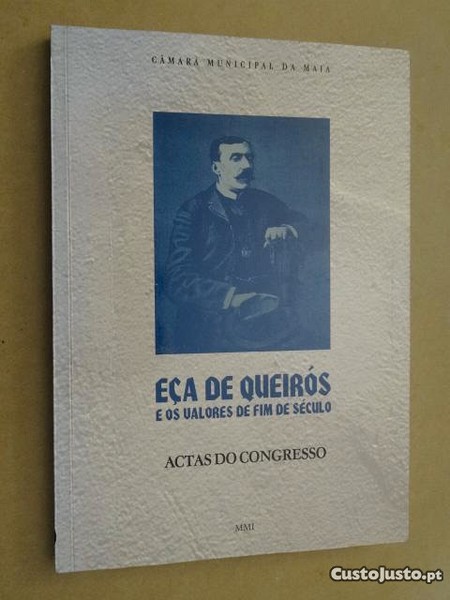 CÂMARA MUNICIPAL DA MAIA
EÇA DE QUEIRÓS
E OS VALORES DE FIM DE SÉCULO
ACTAS DO CONGRESSO
MMI
CustoJusto.pt